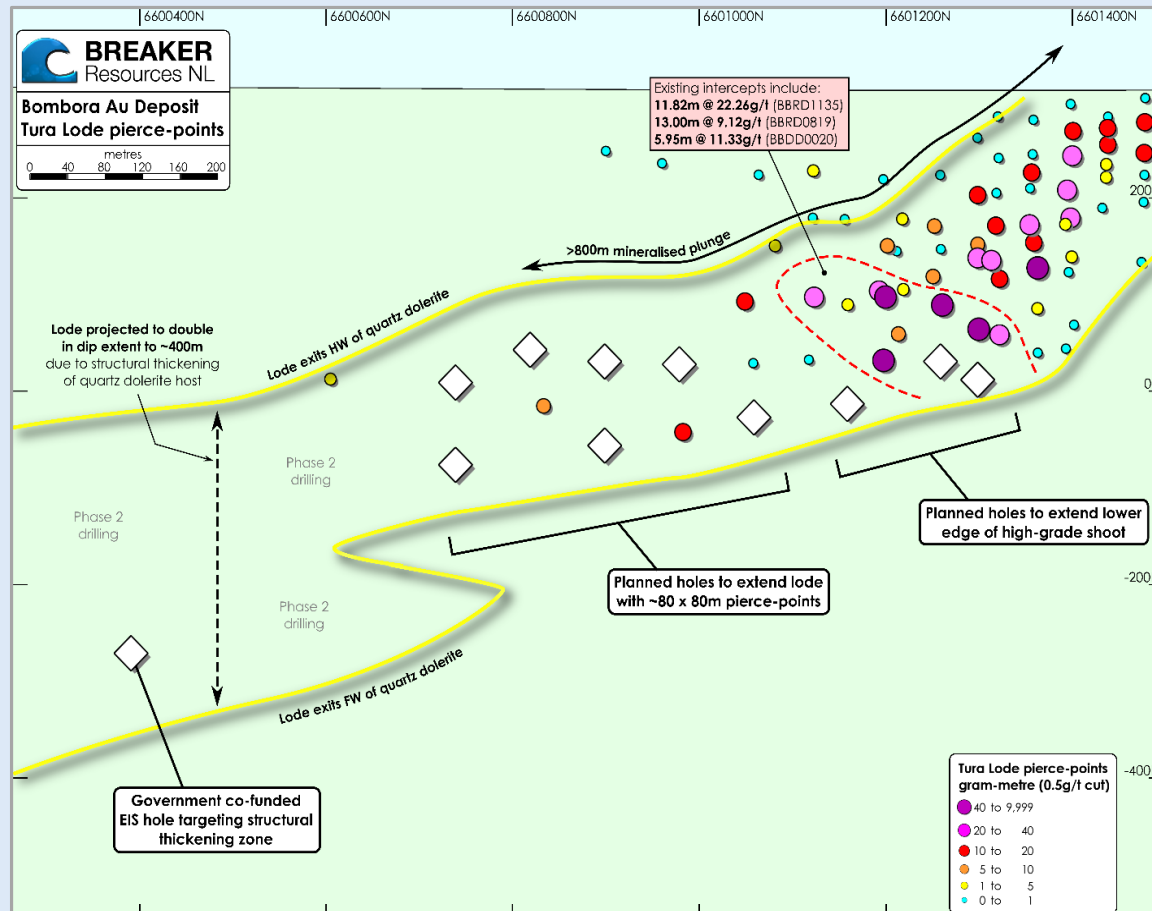 6600400N
6600600N
6600800N
6601000N
6601200N
6601400N
BREAKER
Resources NL
Bombora Au Deposit
Tura Lode pierce-points
metres
0 40 80 120 160 200
Existing intercepts include:
11.82m @ 22.26g/t (BBRD1135)
13.00m @ 9.12g/t (BBRD0819)
5.95m @ 11.33g/t (BBDD0020)
200
>800m mineralised plunge
Lode exits HW of quartz dolerite
Lode projected to double
in dip extent to ~400m
due to structural thickening
of quartz dolerite host
0
Phase 2
drilling
Phase 2
drilling
Planned holes to extend lower
edge of high-grade shoot
Planned holes to extend lode
with ~80 x 80m pierce-points
-200
Phase 2
drilling
Lode exits FW of quartz dolerite
Government co-funded
EIS hole targeting structural
thickening zone
-400
Tura Lode pierce-points
gram-metre (0.5g/t cut)
40 to 9,999
20 to 40
10 to 20
5 to 10
1 to 5
0 to 1